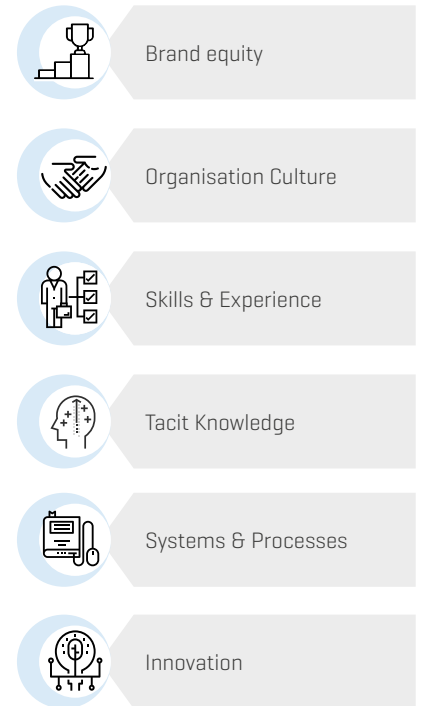 Brand equity
Organisation Culture
Skills & Experience
Tacit Knowledge
Systems & Processes
Innovation